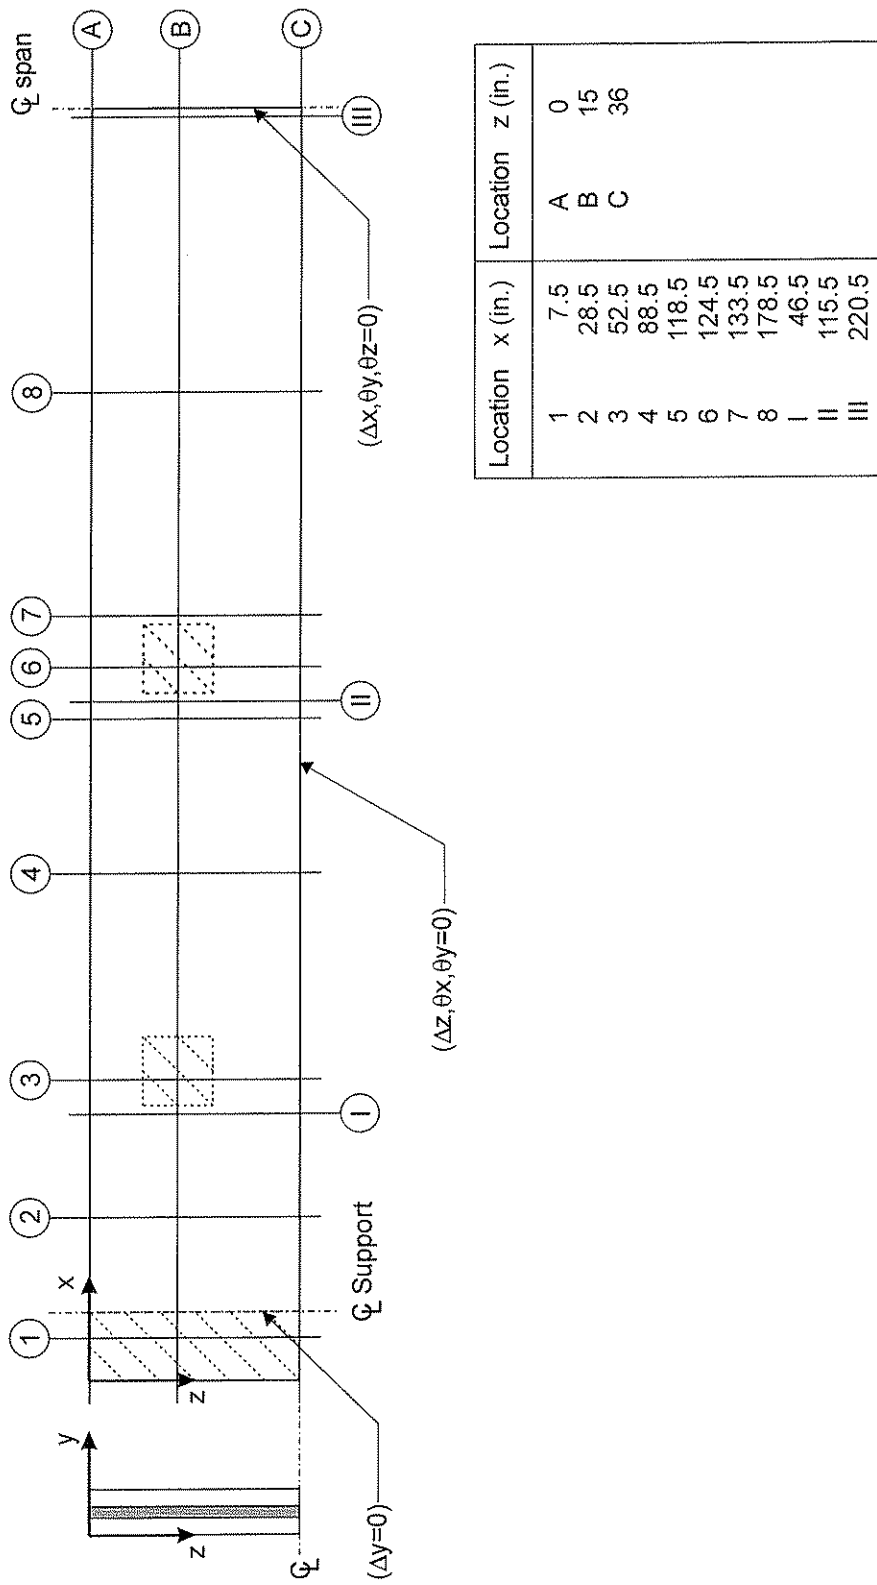 1 2 3 4 5 6 7 8 ℄ span
y x
A
B
C
z z
℄ ℄ Support
I II III
(Δy=0)
(Δz,θx,θy=0)
(Δx,θy,θz=0)
Location x (in.) Location z (in.)
1 7.5 A 0
2 28.5 B 15
3 52.5 C 36
4 88.5
5 118.5
6 124.5
7 133.5
8 178.5
I 46.5
II 115.5
III 220.5